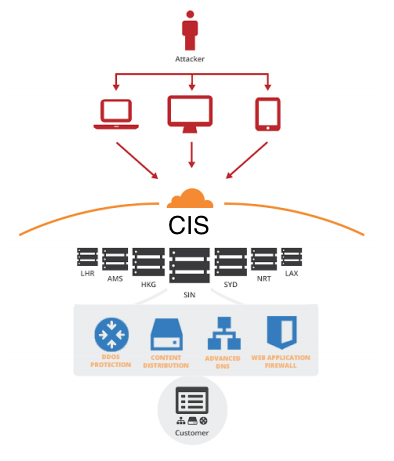 Attacker
CIS
LHR
AMS
HKG
SIN
SYD
NRT
LAX
DDOS
PROTECTION
CONTENT
DISTRIBUTION
ADVANCED
DNS
WEB APPLICATION
FIREWALL
Customer